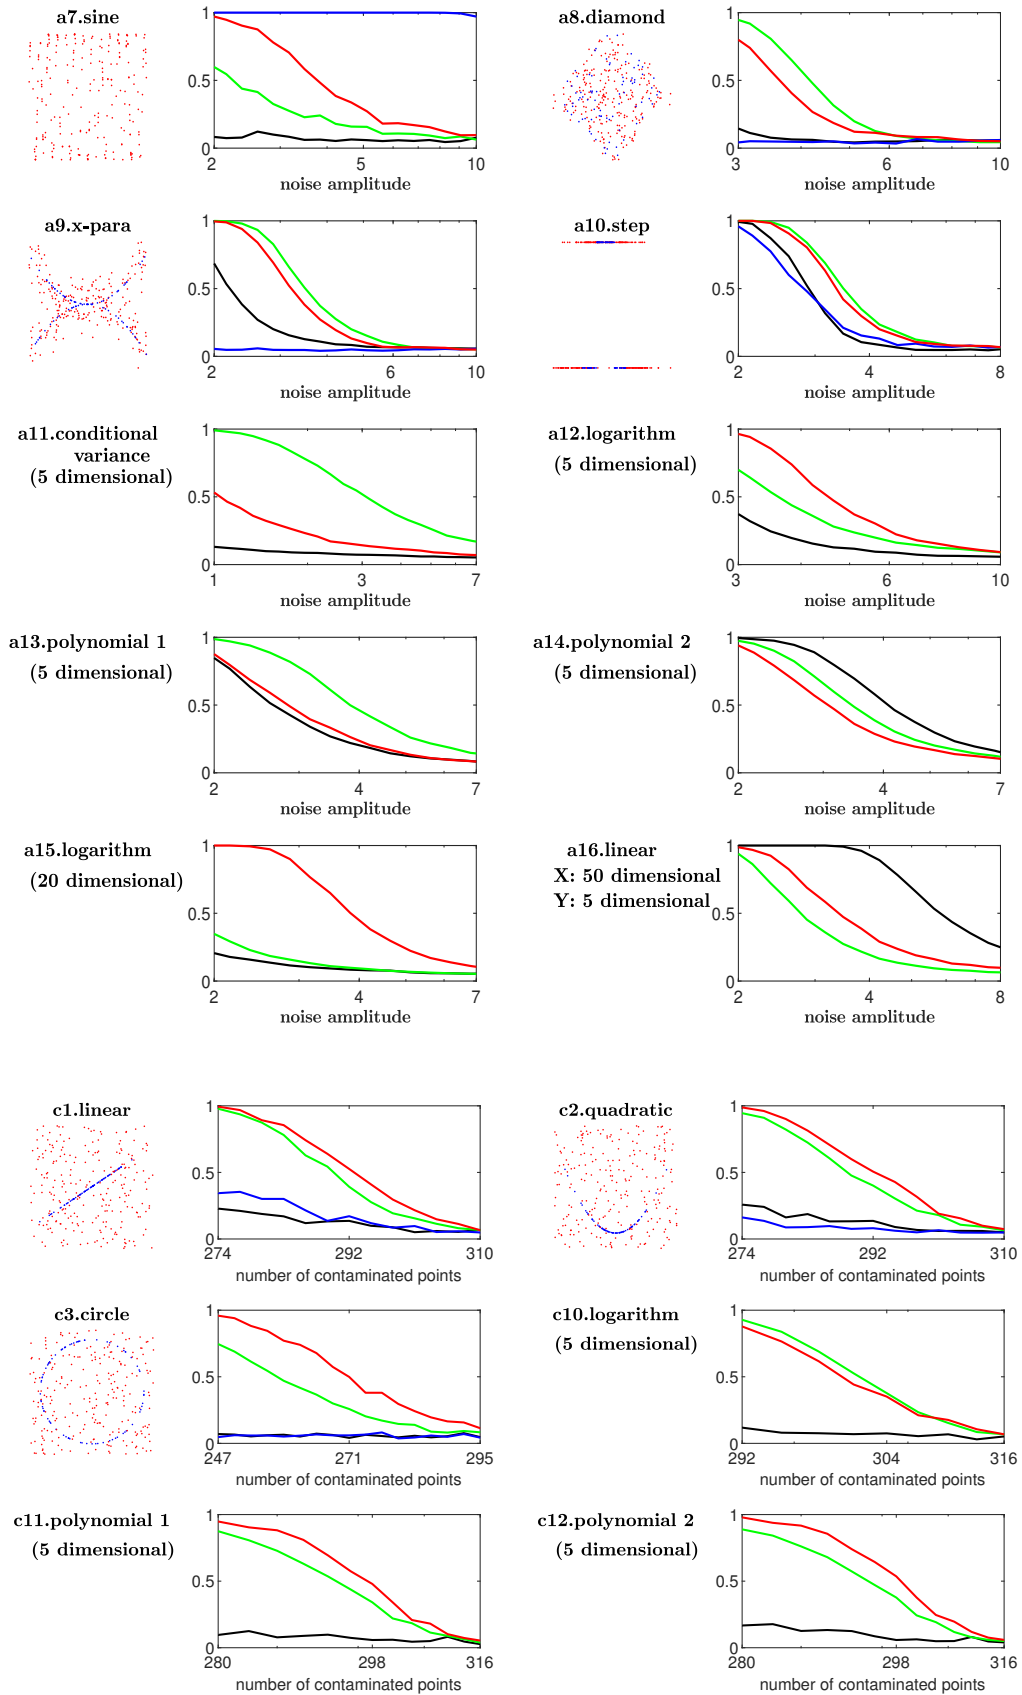 a7.sine
1
0.5
0
2 5 10
noise amplitude
a8.diamond
1
0.5
0
3 6 10
noise amplitude
a9.x-para
1
0.5
0
2 6 10
noise amplitude
a10.step
1
0.5
0
2 4 8
noise amplitude
a11.conditional
variance
(5 dimensional)
1
0.5
0
1 3 7
noise amplitude
a12.logarithm
(5 dimensional)
1
0.5
0
3 6 10
noise amplitude
a13.polynomial 1
(5 dimensional)
1
0.5
0
2 4 7
noise amplitude
a14.polynomial 2
(5 dimensional)
1
0.5
0
2 4 7
noise amplitude
a15.logarithm
(20 dimensional)
1
0.5
0
2 4 7
noise amplitude
a16.linear
X: 50 dimensional
Y: 5 dimensional
1
0.5
0
2 4 8
noise amplitude
c1.linear
1
0.5
0
274 292 310
number of contaminated points
c2.quadratic
1
0.5
0
274 292 310
number of contaminated points
c3.circle
1
0.5
0
247 271 295
number of contaminated points
c10.logarithm
(5 dimensional)
1
0.5
0
292 304 316
number of contaminated points
c11.polynomial 1
(5 dimensional)
1
0.5
0
280 298 316
number of contaminated points
c12.polynomial 2
(5 dimensional)
1
0.5
0
280 298 316
number of contaminated points